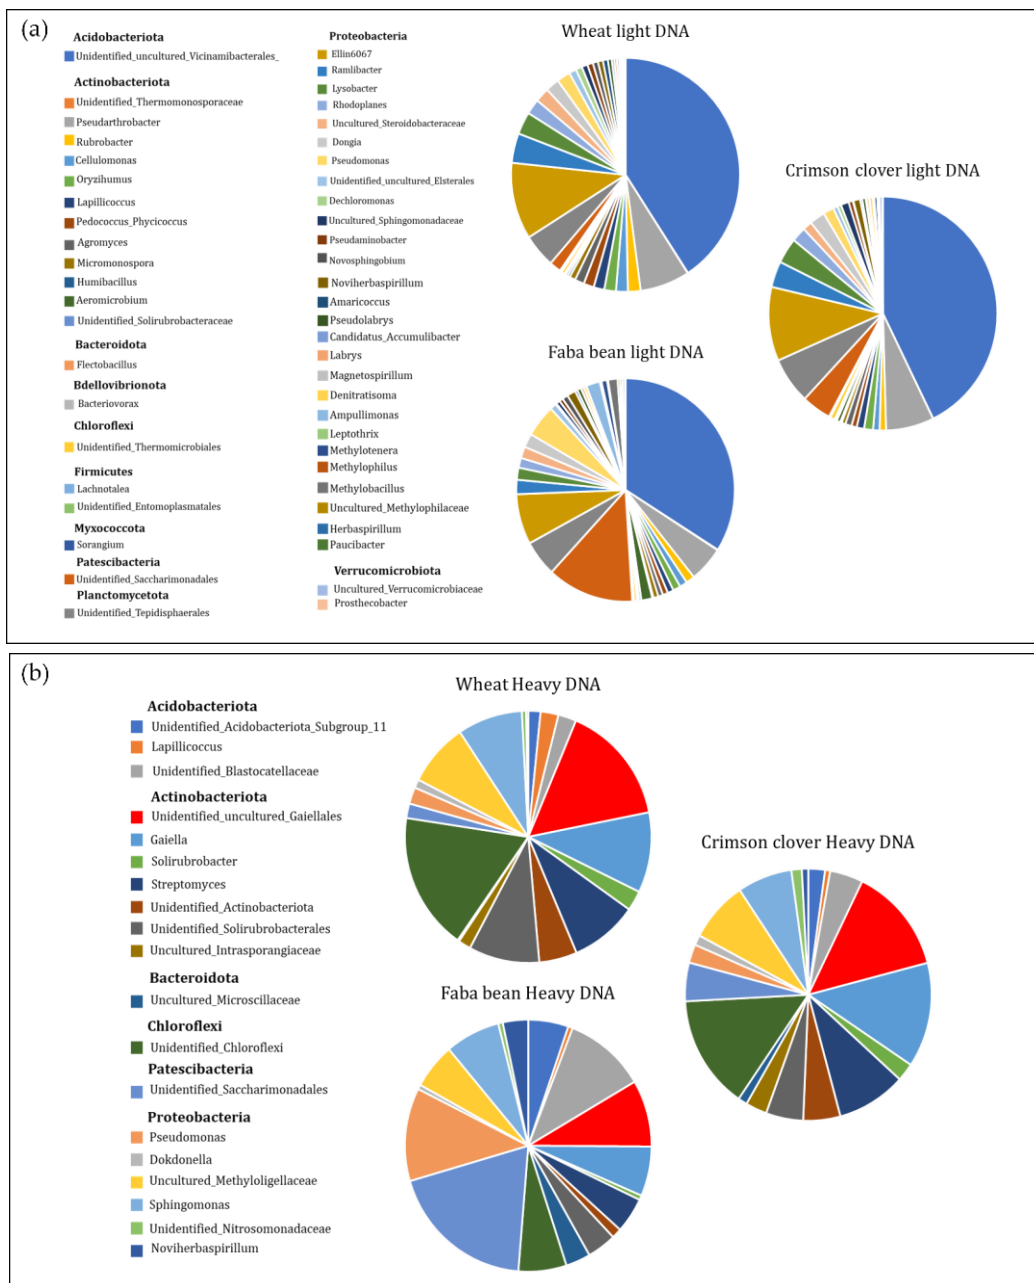 (a)
Acidobacteriota
Unidentified_uncultured_Vicinamibacterales_
Actinobacteriota
Unidentified_Thermomonosporaceae
Pseudarthrobacter
Rubrobacter
Cellulomonas
Oryzihumus
Lapillicoccus
Pedococcus_Phycicoccus
Agromyces
Micromonospora
Humibacillus
Aeromicrobium
Unidentified_Solirubrobacteraceae
Bacteroidota
Flectobacillus
Bdellovibrionota
Bacteriovorax
Chloroflexi
Unidentified_Thermomicrobiales
Firmicutes
Lachnotalea
Unidentified_Entomoplasmatales
Myxococcota
Sorangium
Patescibacteria
Unidentified_Saccharimonadales
Planctomycetota
Unidentified_Tepidisphaerales
Proteobacteria
Ellin6067
Ramlibacter
Lysobacter
Rhodoplanes
Uncultured_Steroidobacteraceae
Dongia
Pseudomonas
Unidentified_uncultured_Elsterales
Dechloromonas
Uncultured_Sphingomonadaceae
Pseudaminobacter
Novosphingobium
Noviherbaspirillum
Amaricoccus
Pseudolabrys
Candidatus_Accumulibacter
Labrys
Magnetospirillum
Denitratisoma
Ampullimonas
Leptothrix
Methylotenera
Methylophilus
Methylobacillus
Uncultured_Methylophilaceae
Herbaspirillum
Paucibacter
Verrucomicrobiota
Uncultured_Verrucomicrobiaceae
Prosthecobacter
Wheat light DNA
Crimson clover light DNA
Faba bean light DNA
(b)
Acidobacteriota
Unidentified_Acidobacteriota_Subgroup_11
Lapillicoccus
Unidentified_Blastocatellaceae
Actinobacteriota
Unidentified_uncultured_Gaiellales
Gaiella
Solirubrobacter
Streptomyces
Unidentified_Actinobacteriota
Unidentified_Solirubrobacterales
Uncultured_Intrasporangiaceae
Bacteroidota
Uncultured_Microscillaceae
Chloroflexi
Unidentified_Chloroflexi
Patescibacteria
Unidentified_Saccharimonadales
Proteobacteria
Pseudomonas
Dokdonella
Uncultured_Methyloligellaceae
Sphingomonas
Unidentified_Nitrosomonadaceae
Noviherbaspirillum
Wheat Heavy DNA
Crimson clover Heavy DNA
Faba bean Heavy DNA